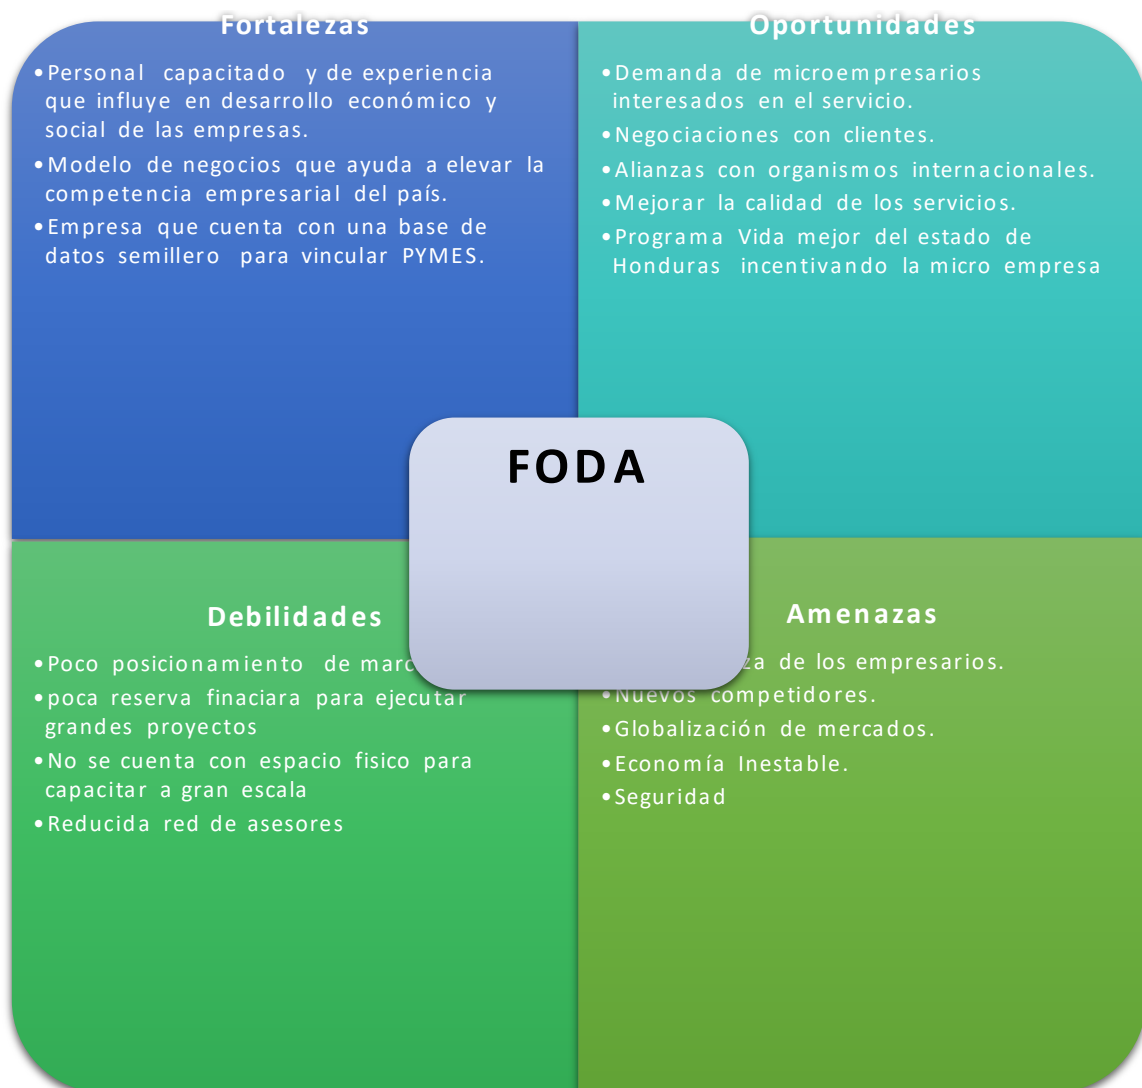 Fortalezas
•Personal capacitado y de experiencia
que influye en desarrollo económico y
social de las empresas.
•Modelo de negocios que ayuda a elevar la
competencia empresarial del país.
•Empresa que cuenta con una base de
datos semillero para vincular PYMES.
Oportunidades
•Demanda de microempresarios
interesados en el servicio.
•Negociaciones con clientes.
•Alianzas con organismos internacionales.
•Mejorar la calidad de los servicios.
•Programa Vida mejor del estado de
Honduras incentivando la micro empresa
FODA
Debilidades
•Poco posicionamiento de
•poca reserva finaciara para ejecutar
grandes proyectos
•No se cuenta con espacio fisico para
capacitar a gran escala
•Reducida red de asesores
Amenazas
de los empresarios.
•Nuevos competidores.
•Globalización de mercados.
•Economía Inestable.
•Seguridad